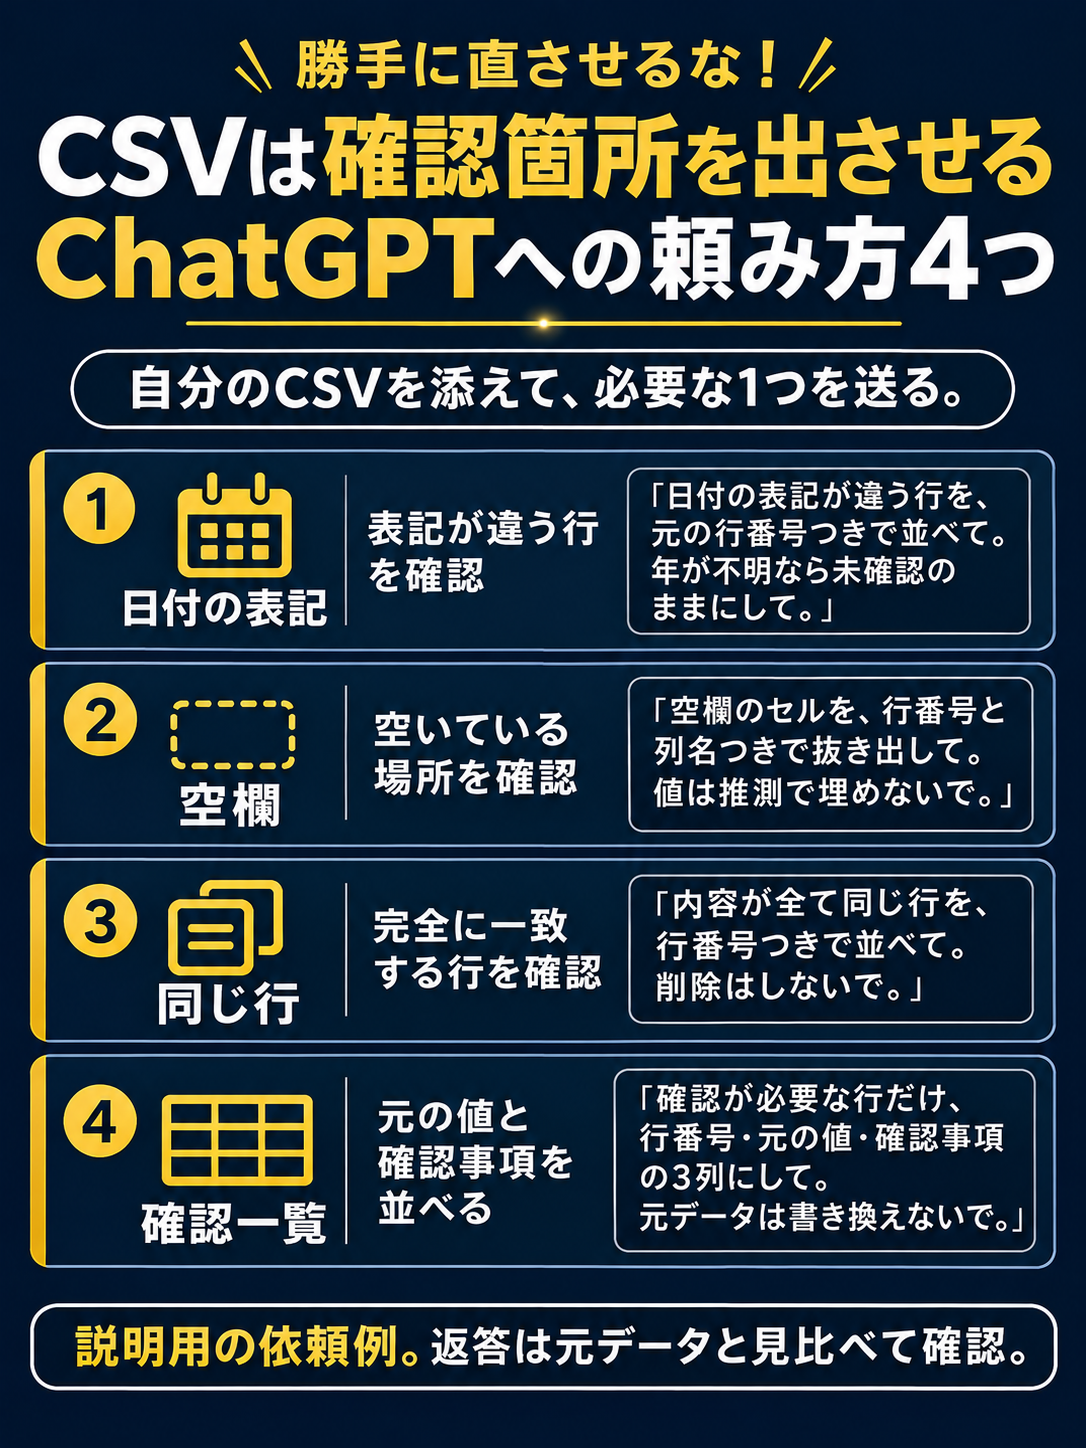 勝手に直させるな！
CSVは確認箇所を出させる
ChatGPTへの頼み方4つ
自分のCSVを添えて、必要な1つを送る。
1
日付の表記
表記が違う行
を確認
「日付の表記が違う行を、
元の行番号つきで並べて。
年が不明なら未確認の
ままにして。」
2
空欄
空いている
場所を確認
「空欄のセルを、行番号と
列名つきで抜き出して。
値は推測で埋めないで。」
3
同じ行
完全に一致
する行を確認
「内容が全て同じ行を、
行番号つきで並べて。
削除はしないで。」
4
確認一覧
元の値と
確認事項を
並べる
「確認が必要な行だけ、
行番号・元の値・確認事項
の3列にして。
元データは書き換えないで。」
説明用の依頼例。返答は元データと見比べて確認。